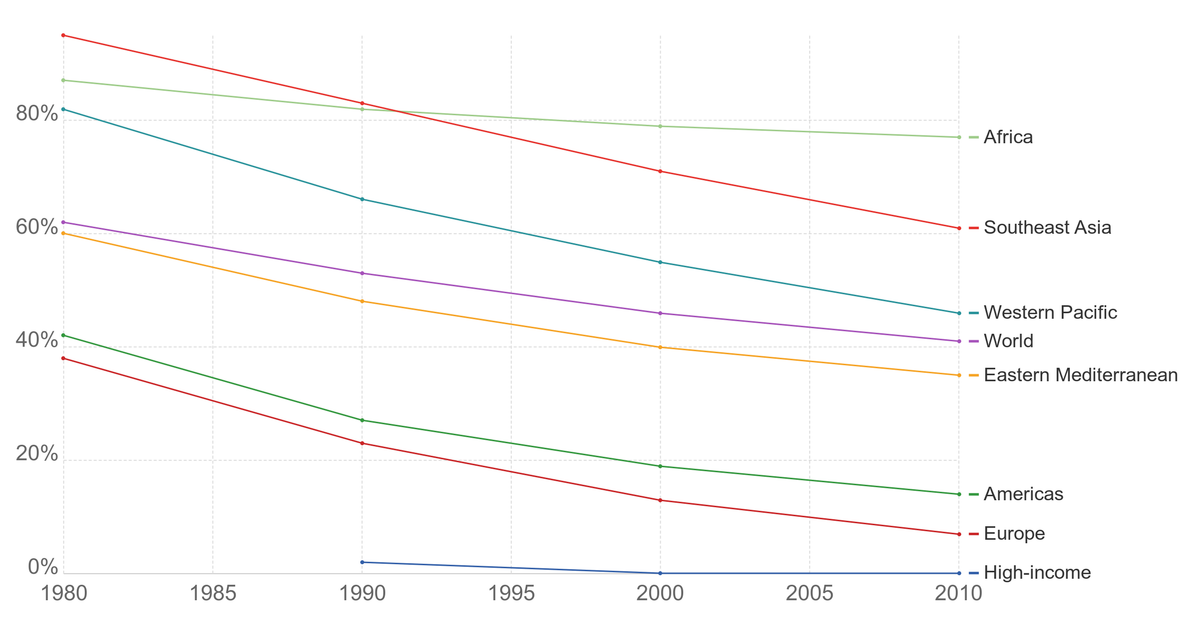 80%
60%
40%
20%
0%
1980 1985 1990 1995 2000 2005 2010
Africa
Southeast Asia
Western Pacific
World
Eastern Mediterranean
Americas
Europe
High-income